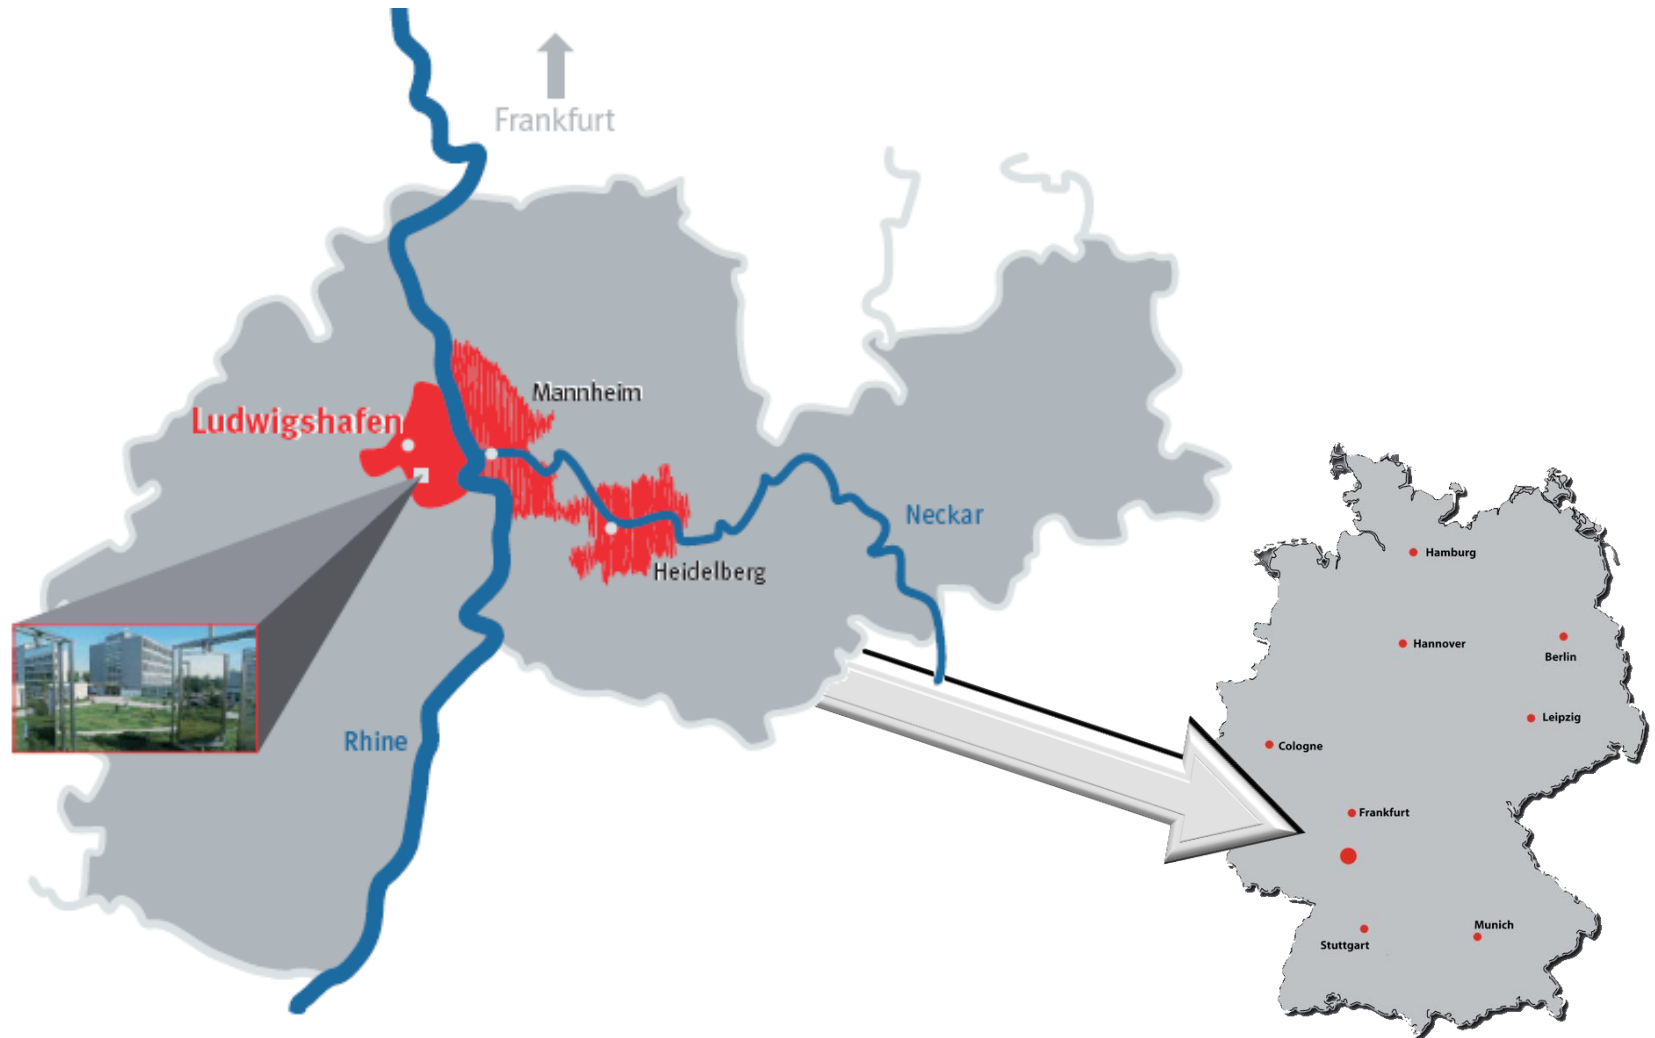 Frankfurt
Mannheim
Ludwigshafen
Neckar
Heidelberg
Rhine
Hamburg
Hannover
Berlin
Leipzig
Cologne
Frankfurt
Munich
Stuttgart